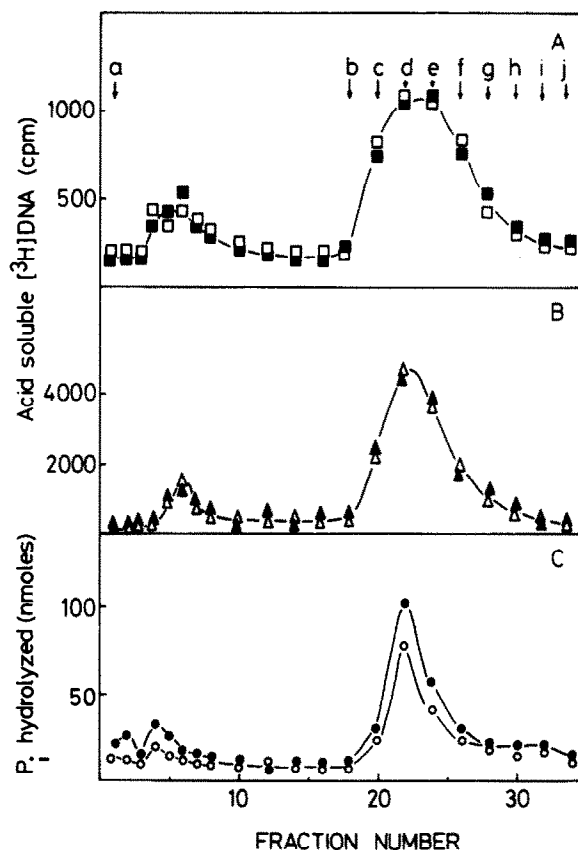 A
a b c d e f g h i j
1000
500
Acid soluble [³H]DNA (cpm)
B
4000
2000
C
100
50
Pᵢ hydrolyzed (nmoles)
10 20 30
FRACTION NUMBER